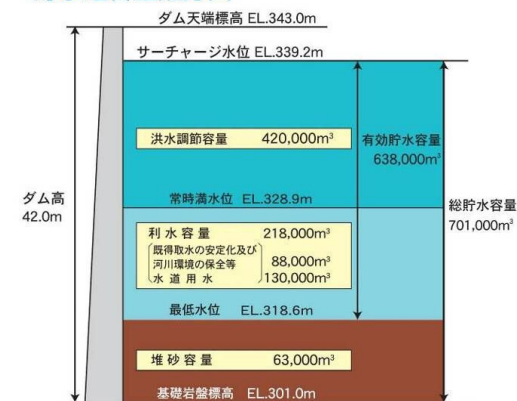 ダム天端標高 EL.343.0m
サーチャージ水位 EL.339.2m
洪水調節容量 420,000m³
有効貯水容量
638,000m³
ダム高
42.0m
常時満水位 EL.328.9m
総貯水容量
701,000m³
利水容量 218,000m³
既得取水の安定化及び
河川環境の保全等 88,000m³
水道用水 130,000m³
最低水位 EL.318.6m
堆砂容量 63,000m³
基礎岩盤標高 EL.301.0m